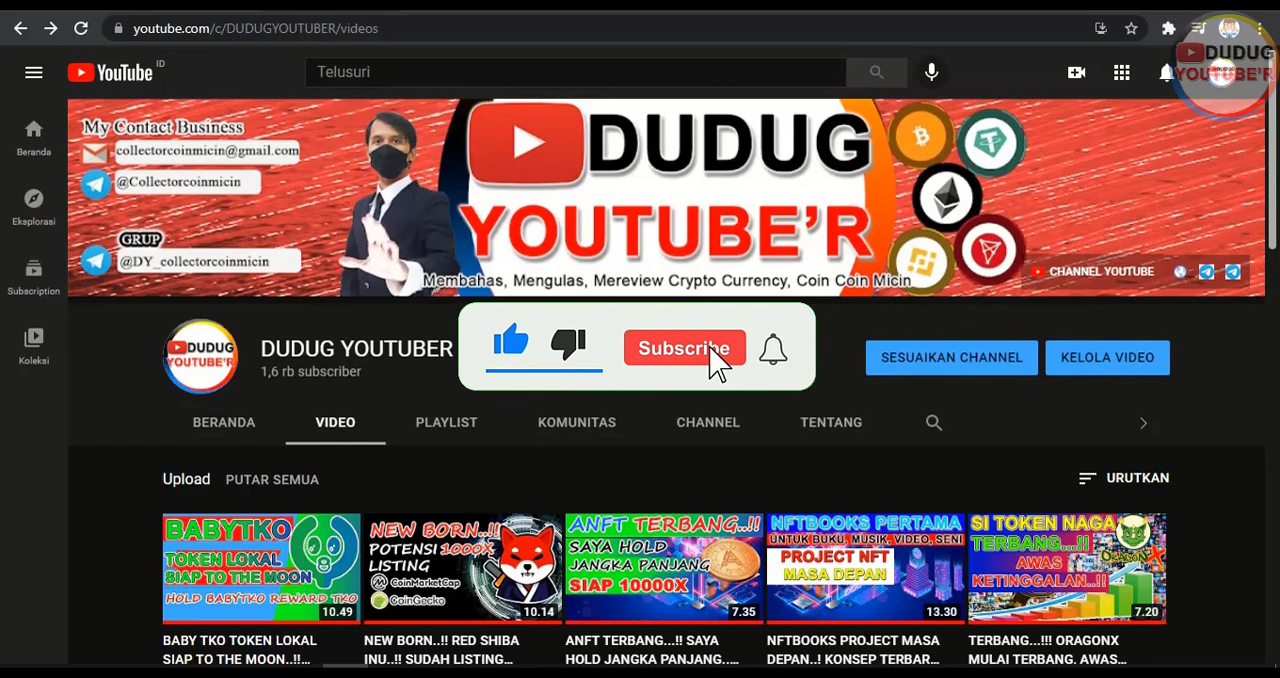 youtube.com/c/DUDUGYOUTUBER/videos
YouTube ID
Telusuri
DUDUG
YOUTUBE'R
Beranda
Eksplorasi
Subscription
Koleksi
My Contact Business
collectorcoinmicin@gmail.com
@Collectorcoinmicin
GRUP
@DY_collectorcoinmicin
DUDUG
YOUTUBE'R
Membahas, Mengulas, Mereview Crypto Currency, Coin Coin Micin
CHANNEL YOUTUBE
DUDUG
YOUTUBE'R
DUDUG YOUTUBER
1,6 rb subscriber
Subscribe
SESUAIKAN CHANNEL
KELOLA VIDEO
BERANDA
VIDEO
PLAYLIST
KOMUNITAS
CHANNEL
TENTANG
Upload
PUTAR SEMUA
URUTKAN
BABYTKO
TOKEN LOKAL
SIAP TO THE MOON
HOLD BABYTKO REWARD TKO
10.49
BABY TKO TOKEN LOKAL
SIAP TO THE MOON..!!...
NEW BORN..!!
POTENSI 1000X
LISTING
CoinMarketCap
CoinGecko
10.14
NEW BORN..!! RED SHIBA
INU..!! SUDAH LISTING...
ANFT TERBANG..!!
SAYA HOLD
JANGKA PANJANG
SIAP 10000X
7.35
ANFT TERBANG...!! SAYA
HOLD JANGKA PANJANG....
NFTBOOKS PERTAMA
UNTUK BUKU, MUSIK, VIDEO, SENI
PROJECT NFT
MASA DEPAN
13.30
NFTBOOKS PROJECT MASA
DEPAN..! KONSEP TERBAR...
SI TOKEN NAGA
TERBANG...!!
AWAS
KETINGGALAN...!!
7.20
TERBANG...!!! ORAGONX
MULAI TERBANG. AWAS...